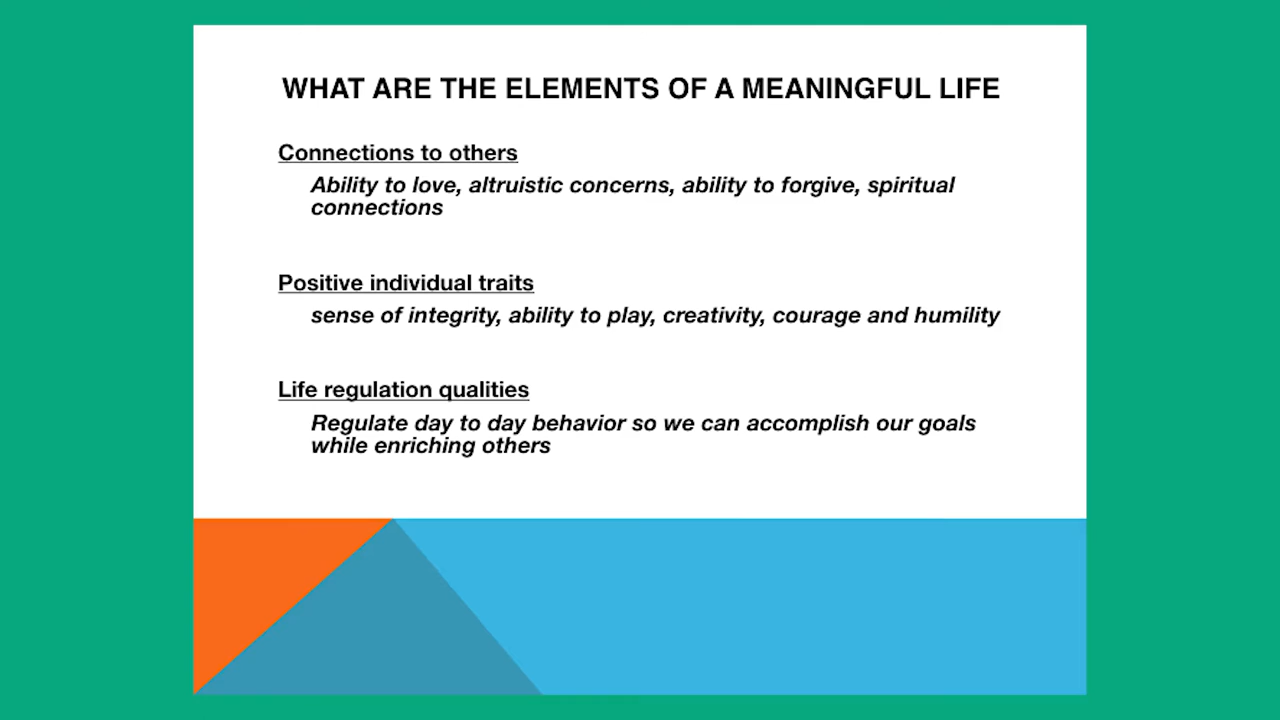 WHAT ARE THE ELEMENTS OF A MEANINGFUL LIFE
Connections to others
Ability to love, altruistic concerns, ability to forgive, spiritual
connections
Positive individual traits
sense of integrity, ability to play, creativity, courage and humility
Life regulation qualities
Regulate day to day behavior so we can accomplish our goals
while enriching others